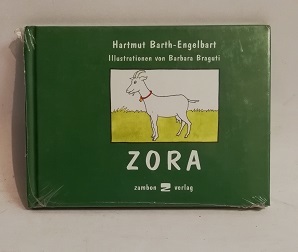 Hartmut Barth-Engelbart
Illustrationen von Barbara Braguti
ZORA
zambon verlag